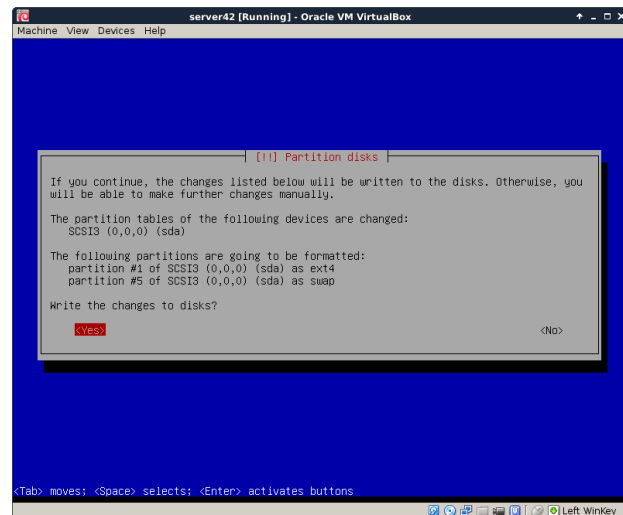 server42 [Running] - Oracle VM VirtualBox
Machine View Devices Help
[!!] Partition disks
If you continue, the changes listed below will be written to the disks. Otherwise, you
will be able to make further changes manually.
The partition tables of the following devices are changed:
SCSI3 (0,0,0) (sda)
The following partitions are going to be formatted:
partition #1 of SCSI3 (0,0,0) (sda) as ext4
partition #5 of SCSI3 (0,0,0) (sda) as swap
Write the changes to disks?
<Yes> <No>
<Tab> moves; <Space> selects; <Enter> activates buttons
Left WinKey